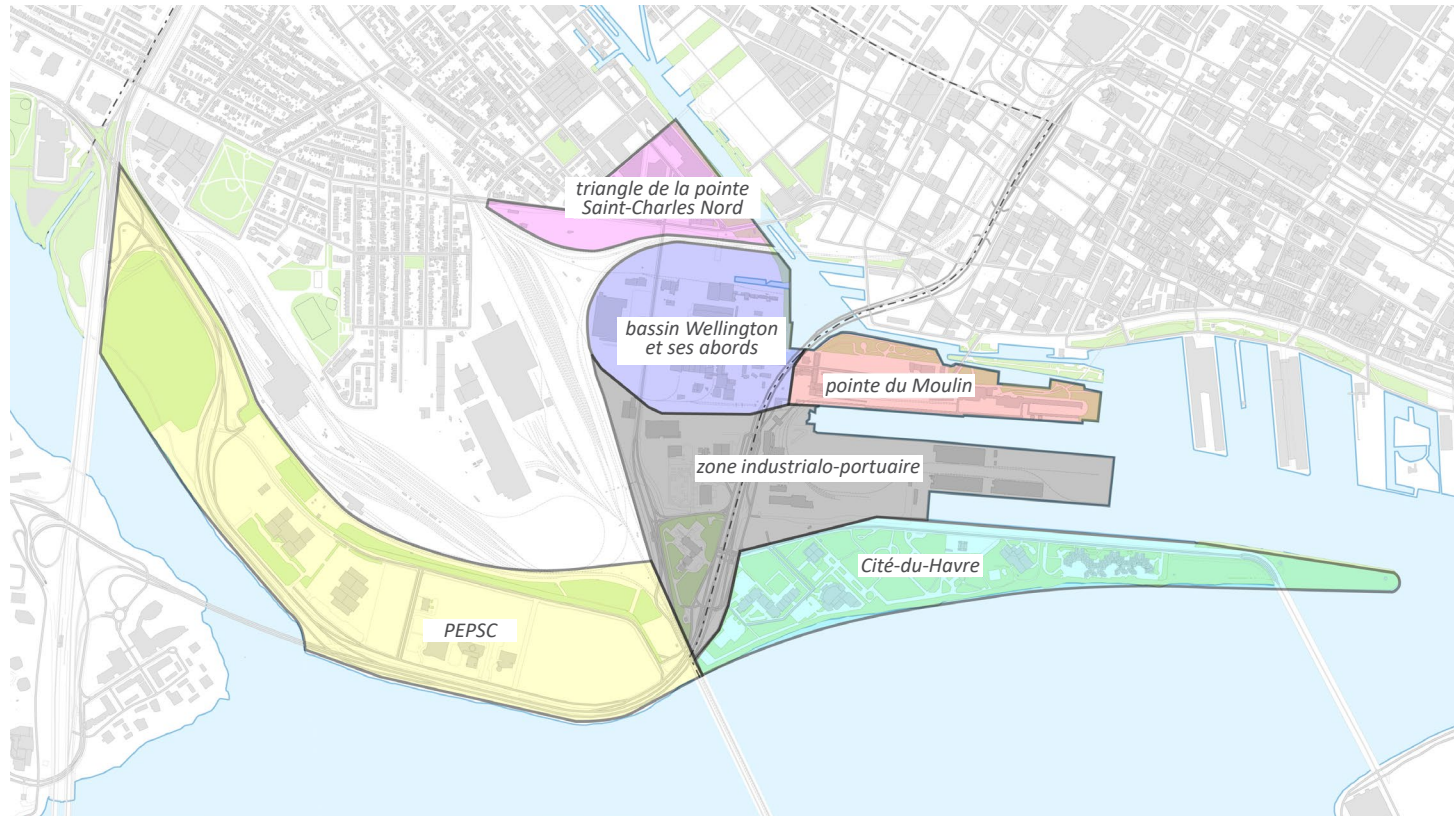 triangle de la pointe
Saint-Charles Nord
bassin Wellington
et ses abords
pointe du Moulin
zone industrialo-portuaire
Cité-du-Havre
PEPSC